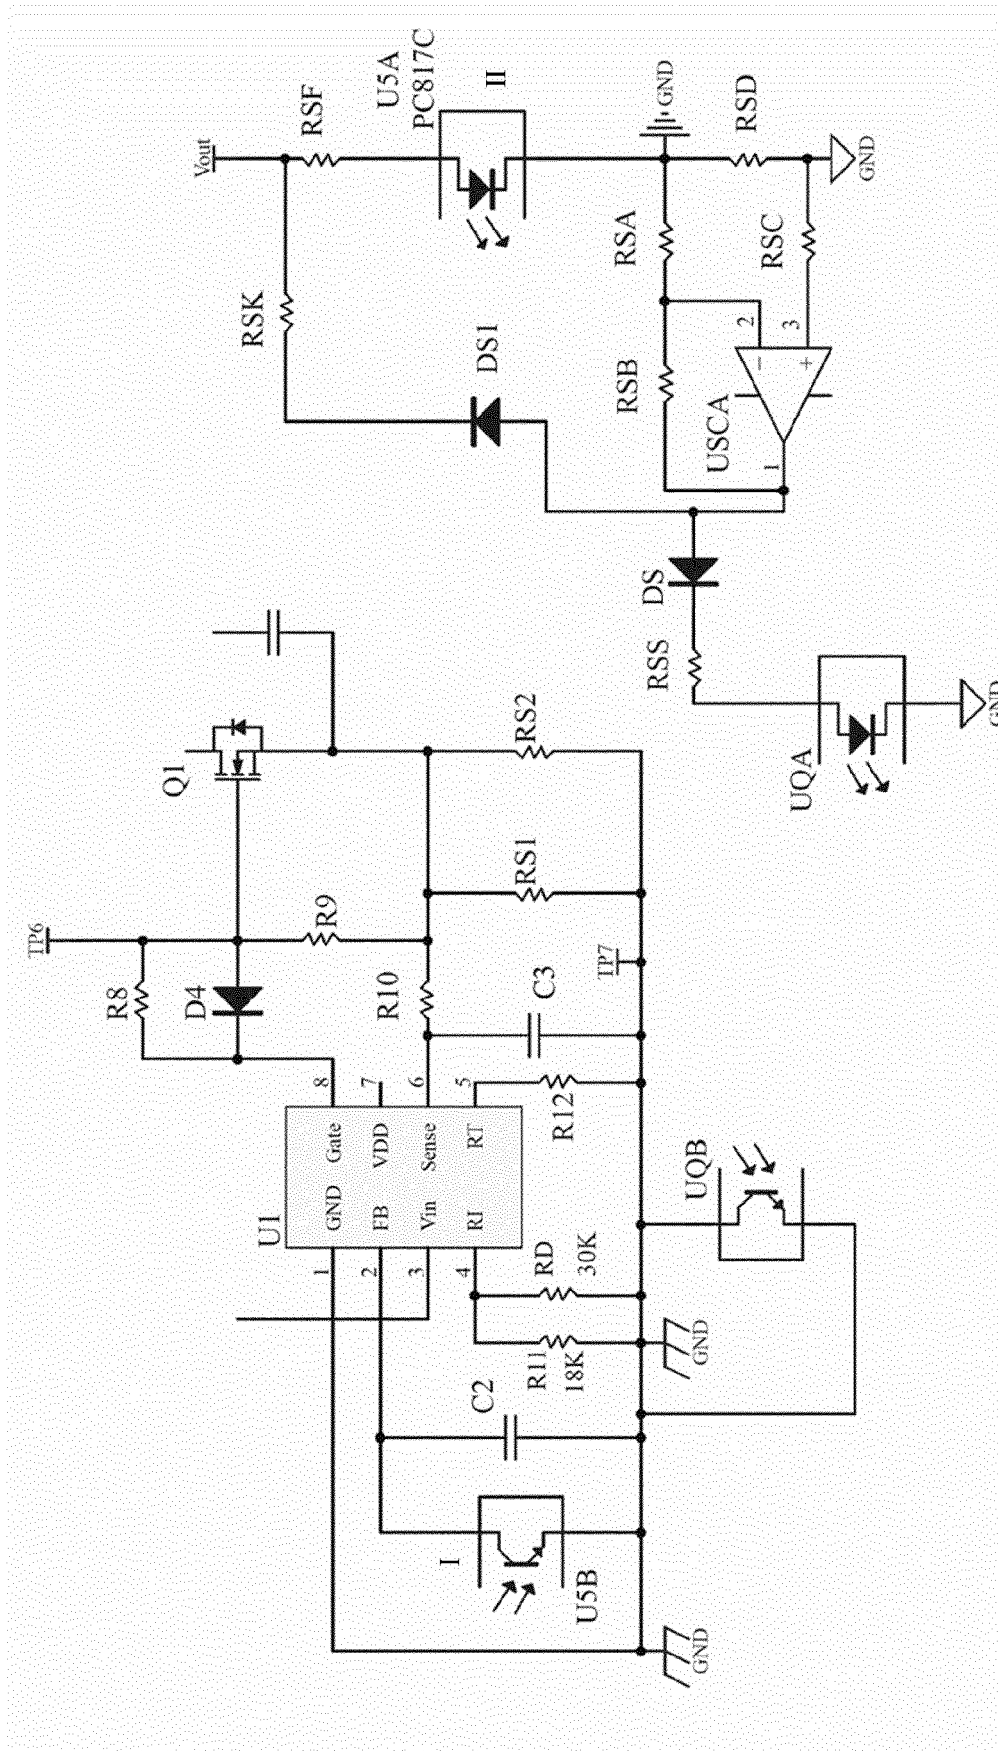 Vout
RSF
U5A
PC817C
II
GND
RSD
GND
RSK
DS1
RSA
RSC
RSB
2
3
USCA
1
DS
RSS
UQA
GND
Q1
RS2
RS1
TP6
R9
R8
D4
R10
C3
TP7
R12
U1
8
7
6
5
Gate
VDD
Sense
RT
GND
FB
Vin
RI
1
2
3
4
RD
30K
R11
18K
GND
UQB
C2
I
U5B
GND